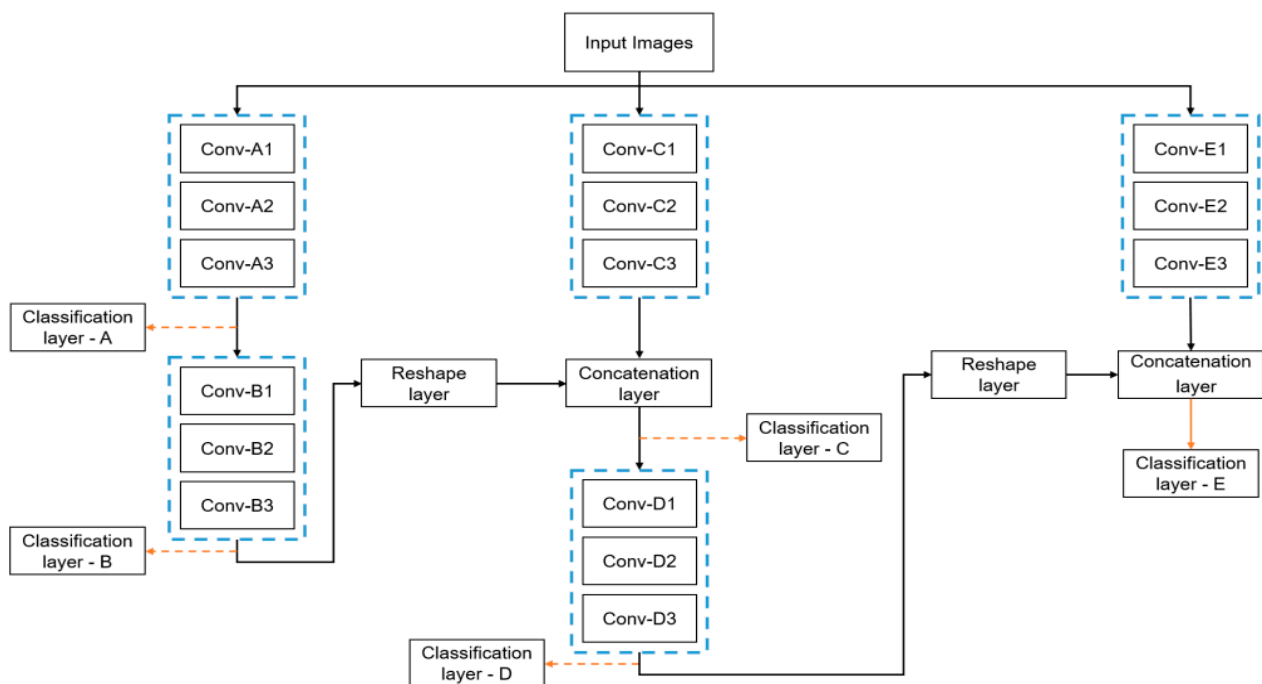 Input Images
Conv-A1
Conv-A2
Conv-A3
Classification
layer - A
Conv-B1
Conv-B2
Conv-B3
Classification
layer - B
Reshape
layer
Conv-C1
Conv-C2
Conv-C3
Concatenation
layer
Classification
layer - C
Conv-D1
Conv-D2
Conv-D3
Classification
layer - D
Reshape
layer
Conv-E1
Conv-E2
Conv-E3
Concatenation
layer
Classification
layer - E